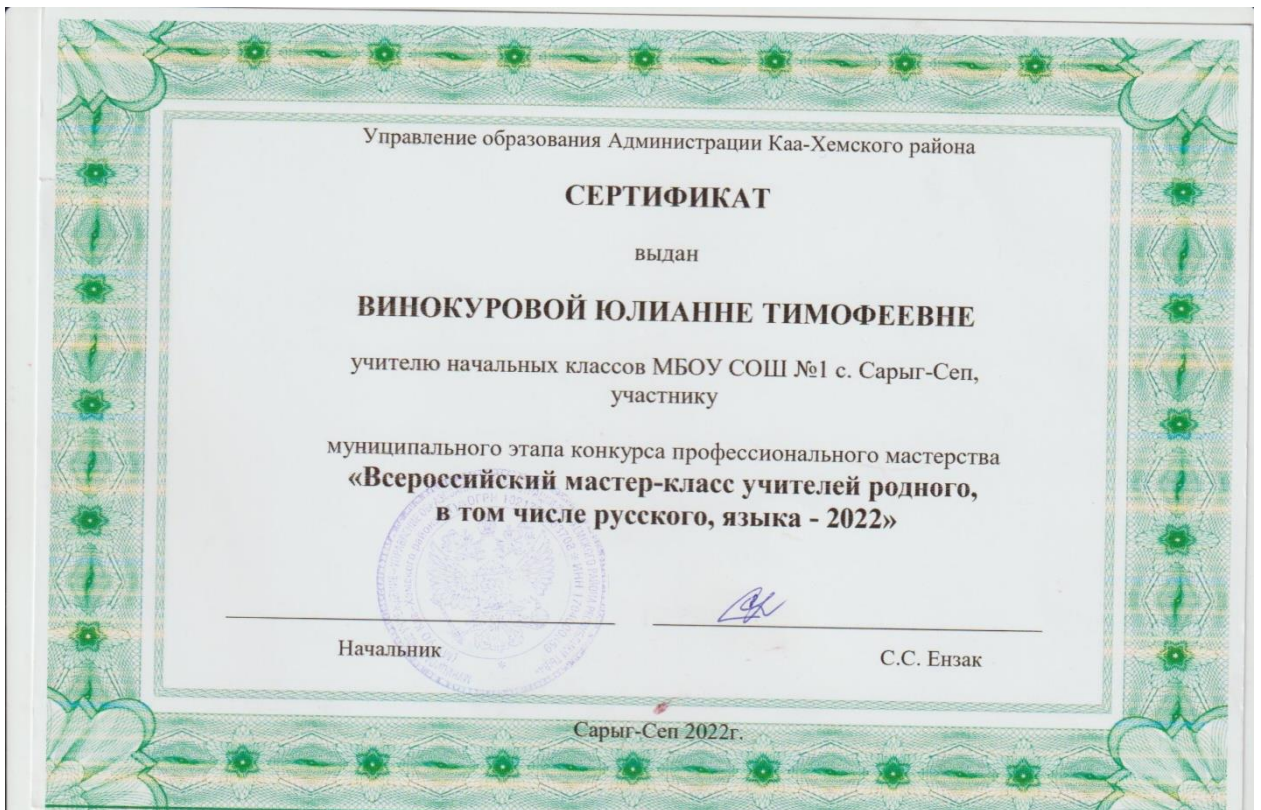 Управление образования Администрации Каа-Хемского района
СЕРТИФИКАТ
выдан
ВИНОКУРОВОЙ ЮЛИАННЕ ТИМОФЕЕВНЕ
учителю начальных классов МБОУ СОШ №1 с. Сарыг-Сеп,
участнику
муниципального этапа конкурса профессионального мастерства
«Всероссийский мастер-класс учителей родного,
в том числе русского, языка - 2022»
Начальник
С.С. Ензак
Сарыг-Сеп 2022г.